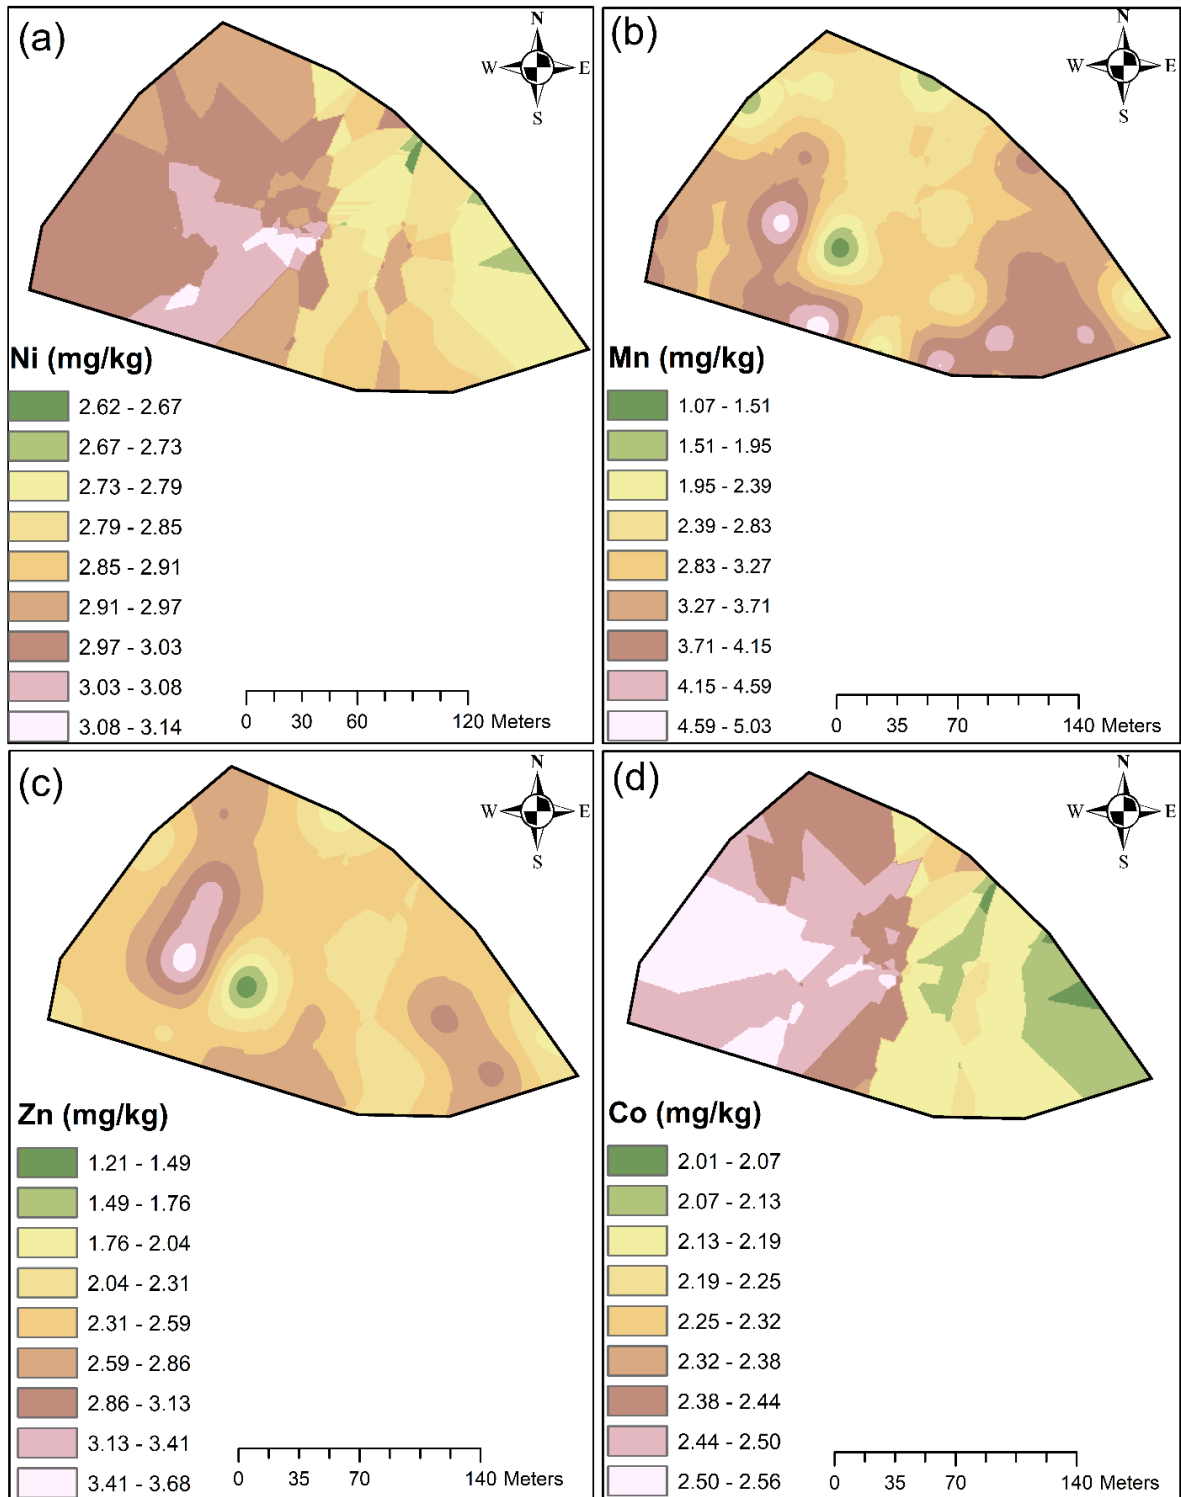 (a)
N
W E
S
Ni (mg/kg)
2.62 - 2.67
2.67 - 2.73
2.73 - 2.79
2.79 - 2.85
2.85 - 2.91
2.91 - 2.97
2.97 - 3.03
3.03 - 3.08
3.08 - 3.14
0 30 60 120 Meters
(b)
N
W E
S
Mn (mg/kg)
1.07 - 1.51
1.51 - 1.95
1.95 - 2.39
2.39 - 2.83
2.83 - 3.27
3.27 - 3.71
3.71 - 4.15
4.15 - 4.59
4.59 - 5.03
0 35 70 140 Meters
(c)
N
W E
S
Zn (mg/kg)
1.21 - 1.49
1.49 - 1.76
1.76 - 2.04
2.04 - 2.31
2.31 - 2.59
2.59 - 2.86
2.86 - 3.13
3.13 - 3.41
3.41 - 3.68
0 35 70 140 Meters
(d)
N
W E
S
Co (mg/kg)
2.01 - 2.07
2.07 - 2.13
2.13 - 2.19
2.19 - 2.25
2.25 - 2.32
2.32 - 2.38
2.38 - 2.44
2.44 - 2.50
2.50 - 2.56
0 35 70 140 Meters